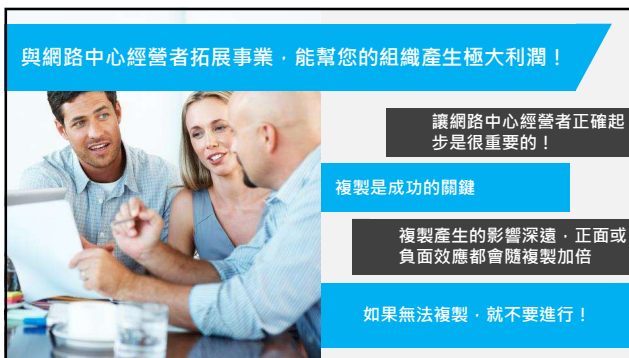 與網路中心經營者拓展事業，能幫您的組織產生極大利潤！
讓網路中心經營者正確起
步是很重要的！
複製是成功的關鍵
複製產生的影響深遠，正面或
負面效應都會隨複製加倍
如果無法複製，就不要進行！